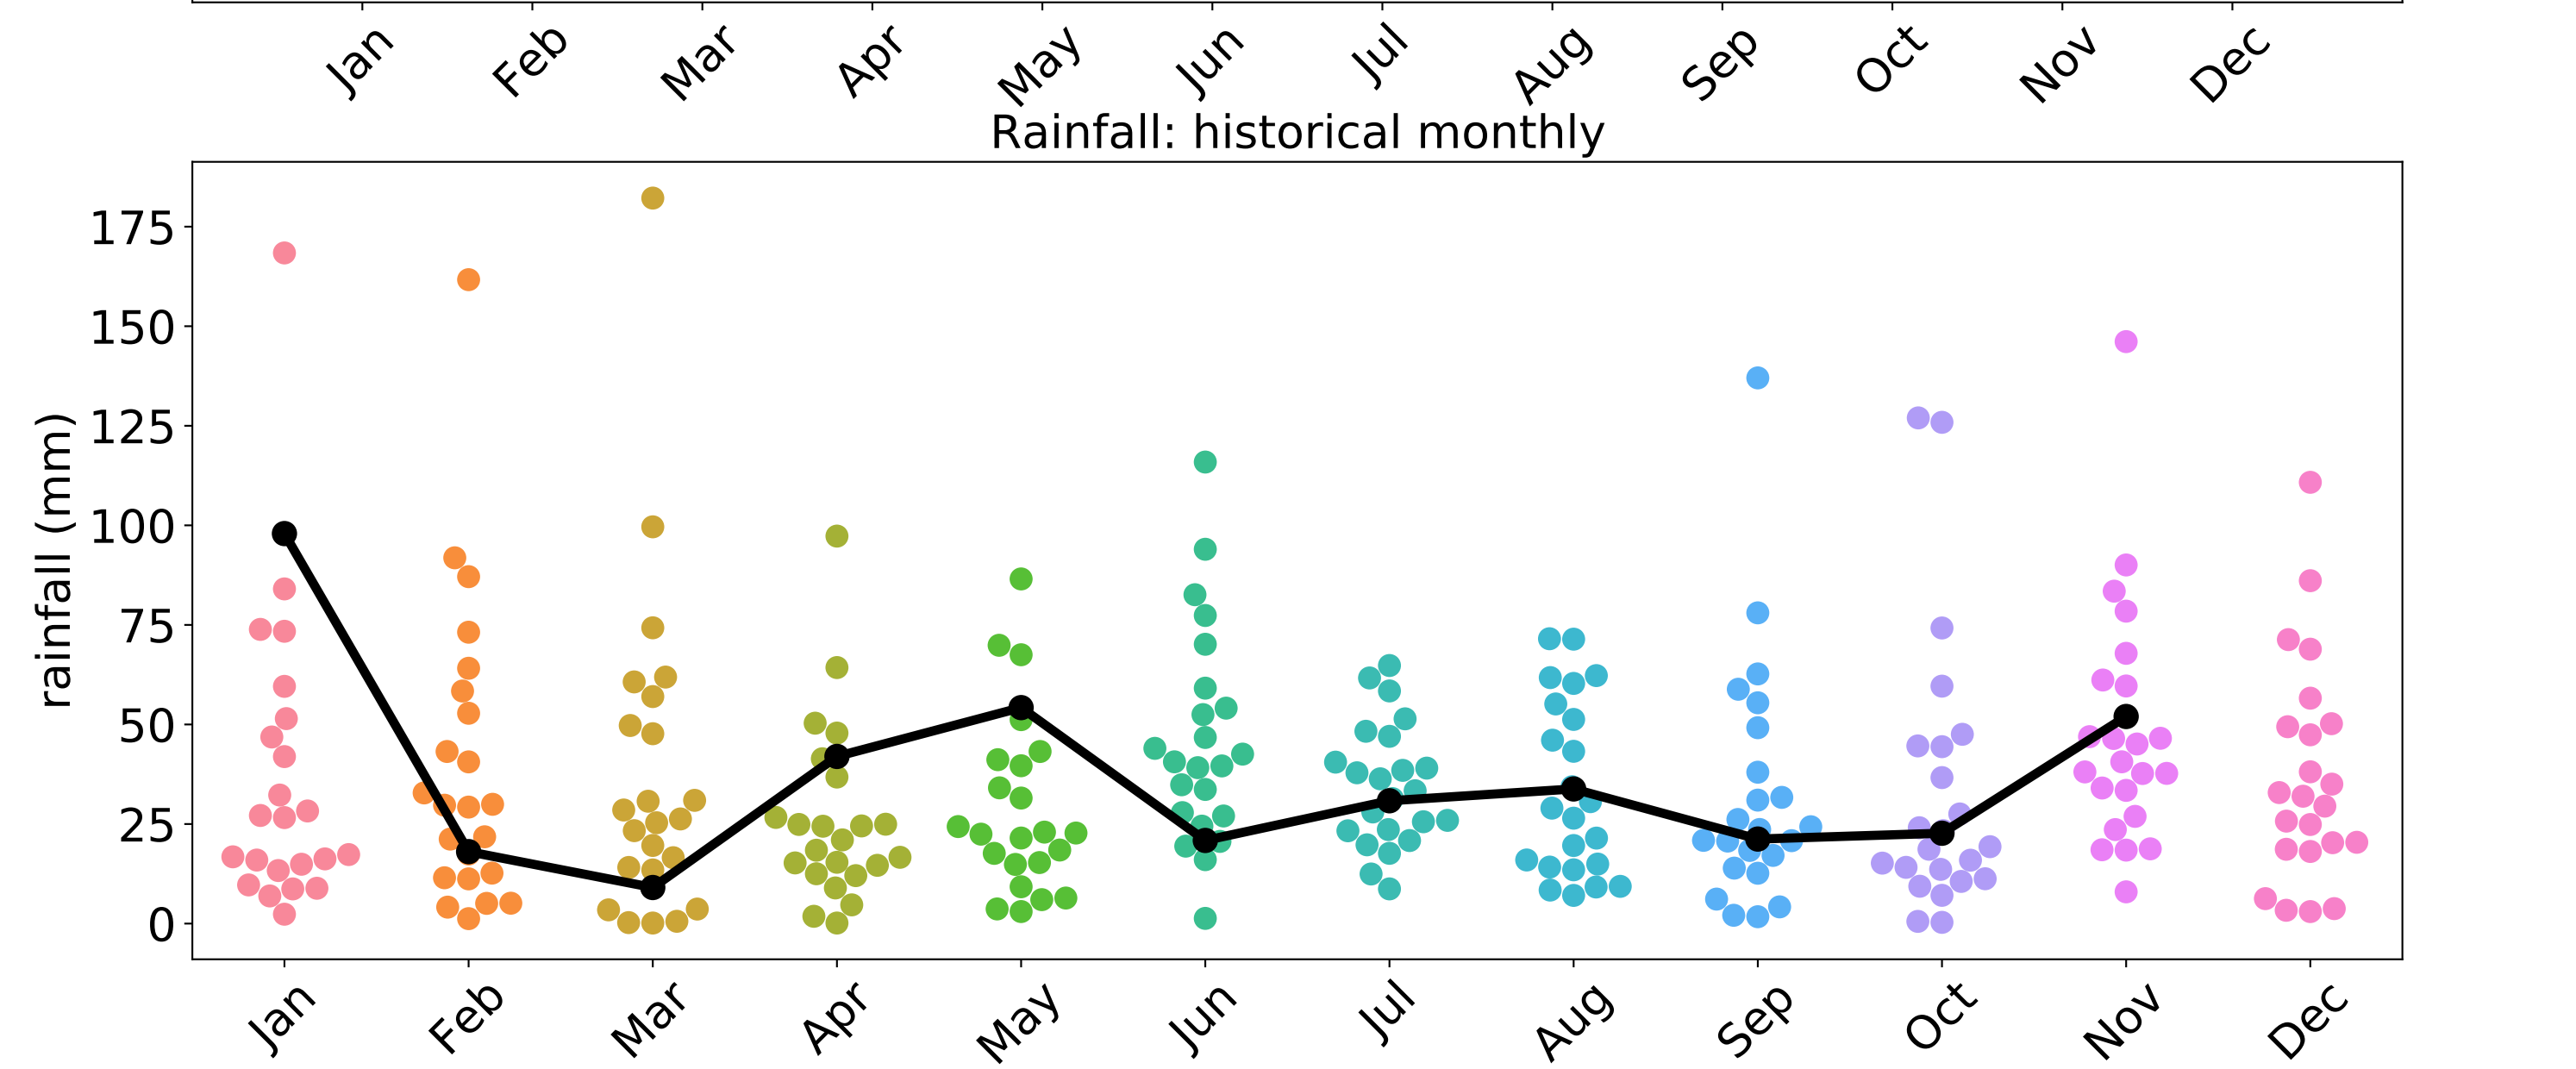 Jan Feb Mar Apr May Jun Jul Aug Sep Oct Nov Dec
Rainfall: historical monthly
rainfall (mm)
175
150
125
100
75
50
25
0
Jan Feb Mar Apr May Jun Jul Aug Sep Oct Nov Dec